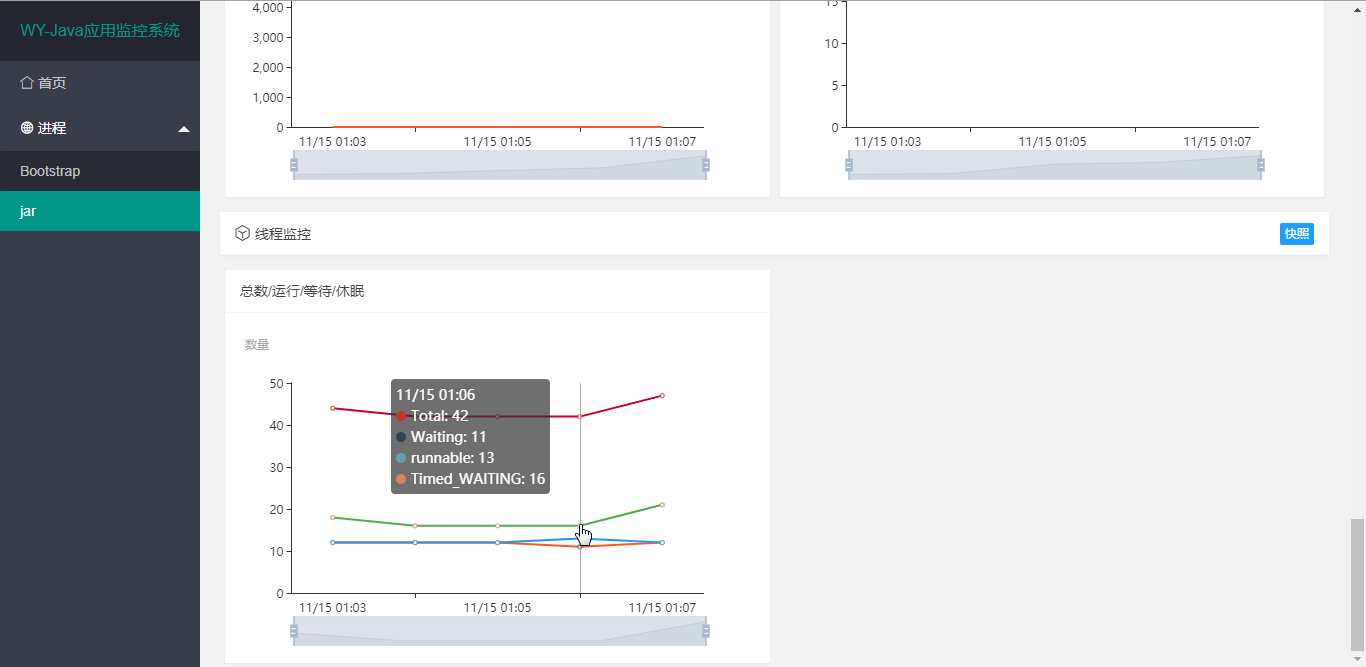 WY-Java应用监控系统
首页
进程
Bootstrap
jar
4,000
3,000
2,000
1,000
0
11/15 01:03 11/15 01:05 11/15 01:07
15
10
5
0
11/15 01:03 11/15 01:05 11/15 01:07
线程监控
快照
总数/运行/等待/休眠
数量
50
40
30
20
10
0
11/15 01:06
Total: 42
Waiting: 11
runnable: 13
Timed_WAITING: 16
11/15 01:03 11/15 01:05 11/15 01:07